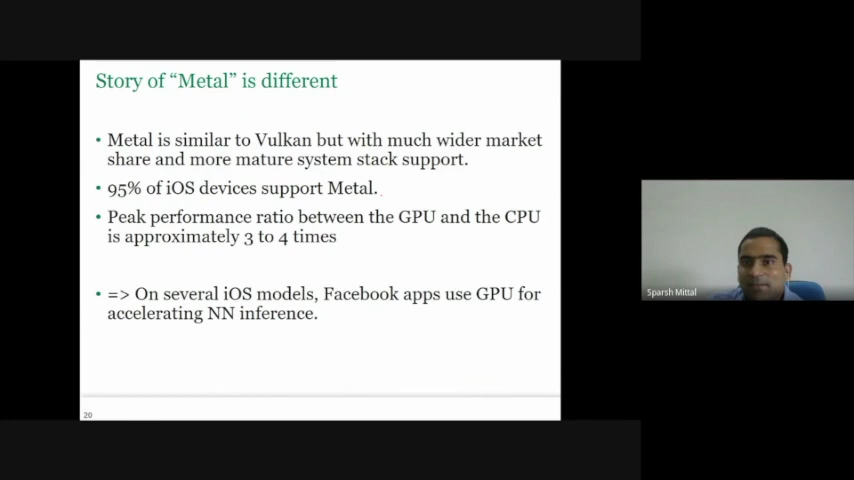 Story of “Metal” is different
• Metal is similar to Vulkan but with much wider market
share and more mature system stack support.
• 95% of iOS devices support Metal.
• Peak performance ratio between the GPU and the CPU
is approximately 3 to 4 times
• => On several iOS models, Facebook apps use GPU for
accelerating NN inference.
20
Sparsh Mittal